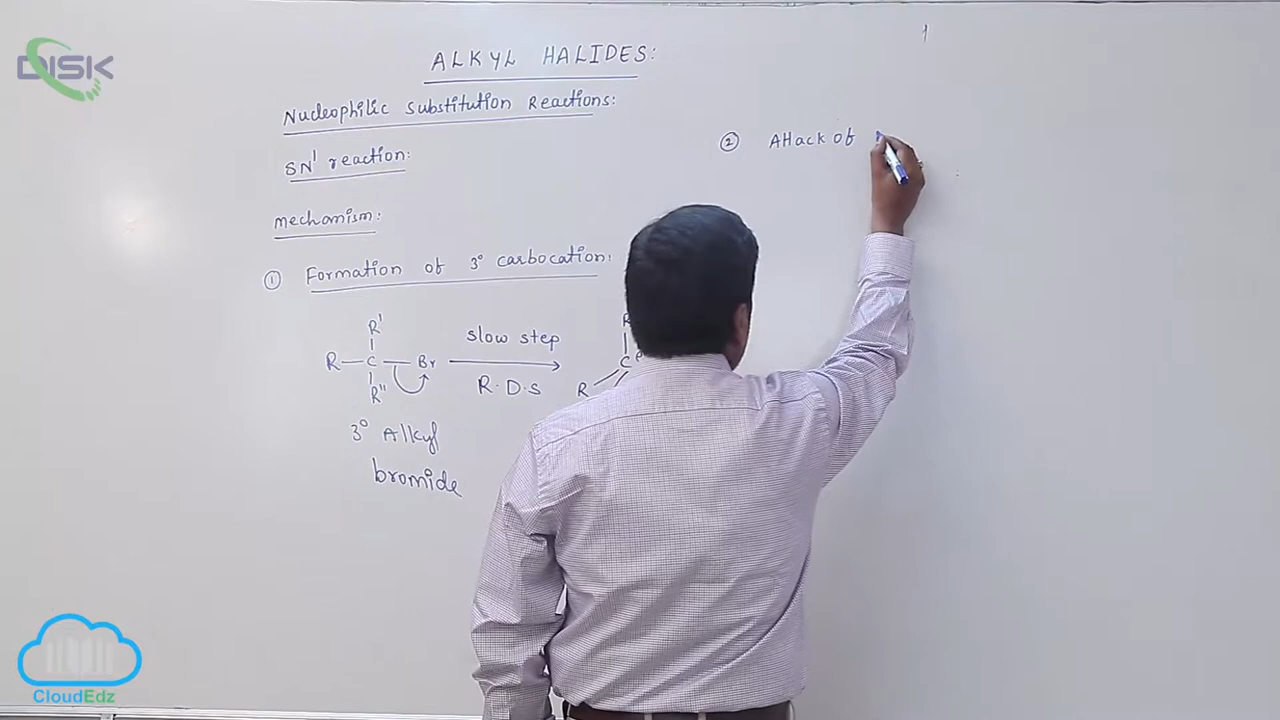 DISK
ALKYL HALIDES:
Nucleophilic substitution Reactions:
SN¹ reaction:
mechanism:
① Formation of 3° carbocation:
R'
R—C—Br
R"
slow step
R.D.S
R
C⊕
R
3° Alkyl
bromide
② Attack of
CloudEdz